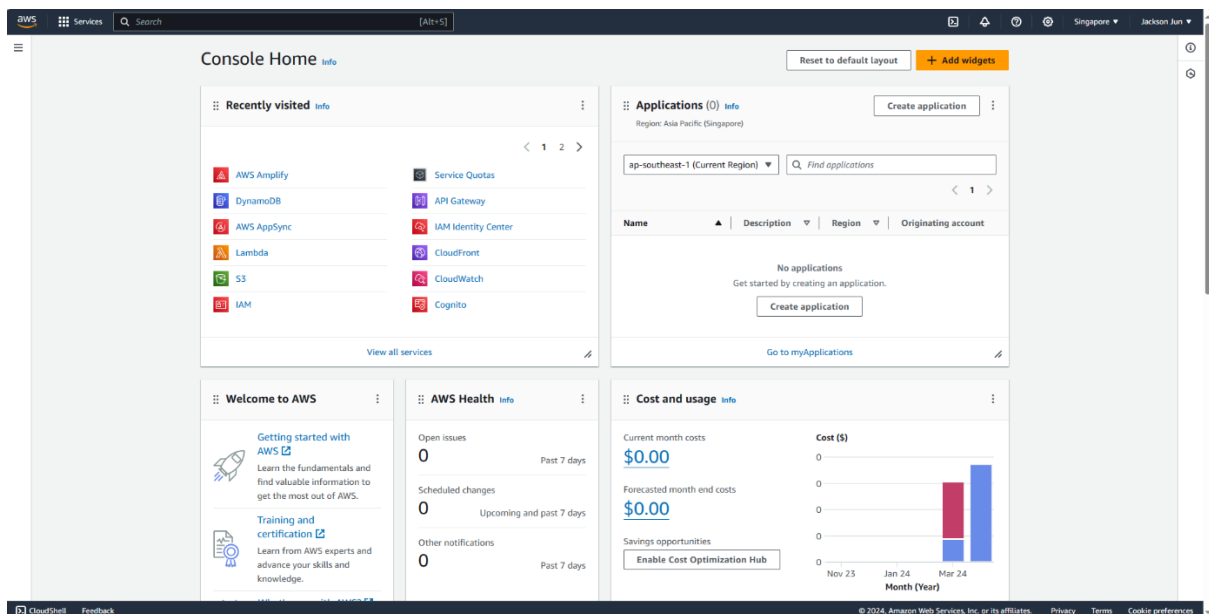 aws
Services
Search
[Alt+S]
Singapore ▼
Jackson Jun ▼
Console Home Info
Reset to default layout
+ Add widgets
Recently visited Info
1 2
AWS Amplify
DynamoDB
AWS AppSync
Lambda
S3
IAM
Service Quotas
API Gateway
IAM Identity Center
CloudFront
CloudWatch
Cognito
View all services
Applications (0) Info
Region: Asia Pacific (Singapore)
Create application
ap-southeast-1 (Current Region) ▼
Find applications
1
Name
Description
Region
Originating account
No applications
Get started by creating an application.
Create application
Go to myApplications
Welcome to AWS
Getting started with
AWS
Learn the fundamentals and
find valuable information to
get the most out of AWS.
Training and
certification
Learn from AWS experts and
advance your skills and
knowledge.
AWS Health Info
Open issues
0
Past 7 days
Scheduled changes
0
Upcoming and past 7 days
Other notifications
0
Past 7 days
Cost and usage Info
Current month costs
$0.00
Forecasted month end costs
$0.00
Savings opportunities
Enable Cost Optimization Hub
Cost ($)
0
0
0
0
0
Nov 23
Jan 24
Mar 24
Month (Year)
CloudShell
Feedback
© 2024, Amazon Web Services, Inc. or its affiliates.
Privacy
Terms
Cookie preferences